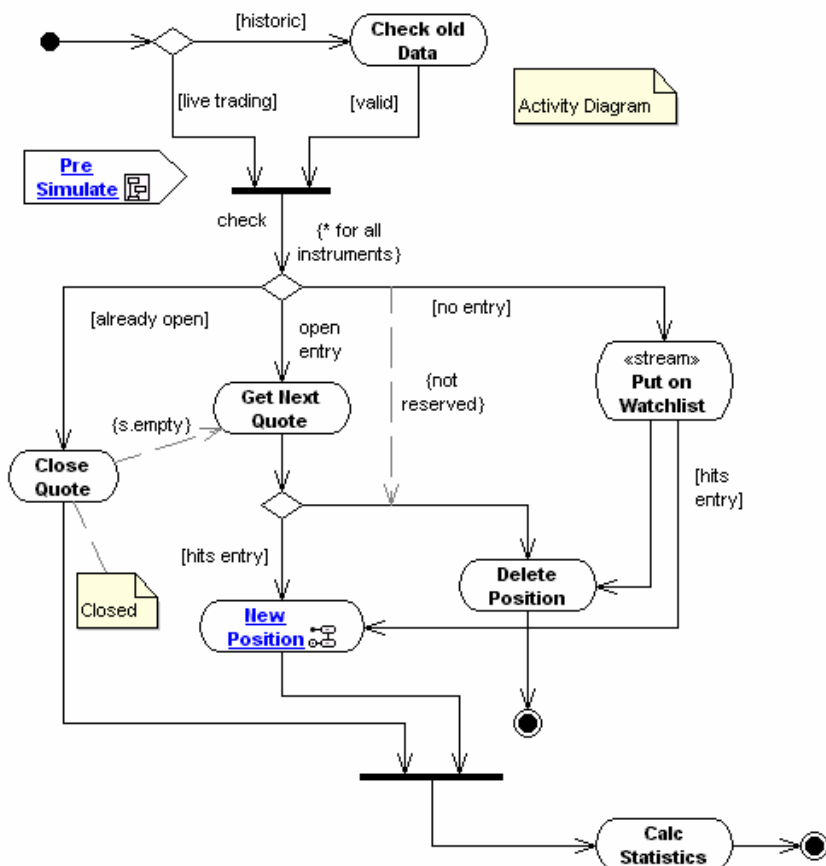 [historic]
Check old
Data
[live trading]
[valid]
Activity Diagram
Pre
Simulate
check
{* for all
instruments}
[already open]
open
entry
[no entry]
«stream»
Put on
Watchlist
{not
reserved}
Get Next
Quote
{s.empty}
Close
Quote
[hits
entry]
[hits entry]
Delete
Position
Closed
New
Position
Calc
Statistics